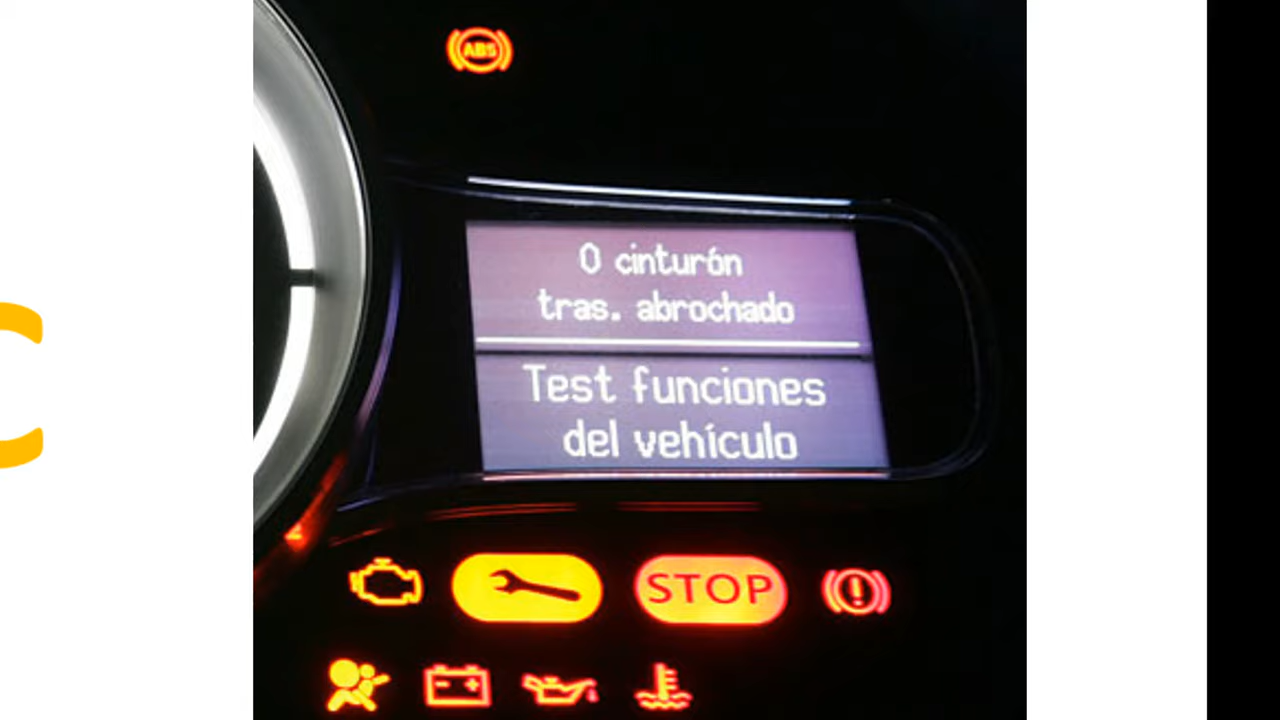 ABS
0 cinturón
tras. abrochado
Test funciones
del vehículo
STOP